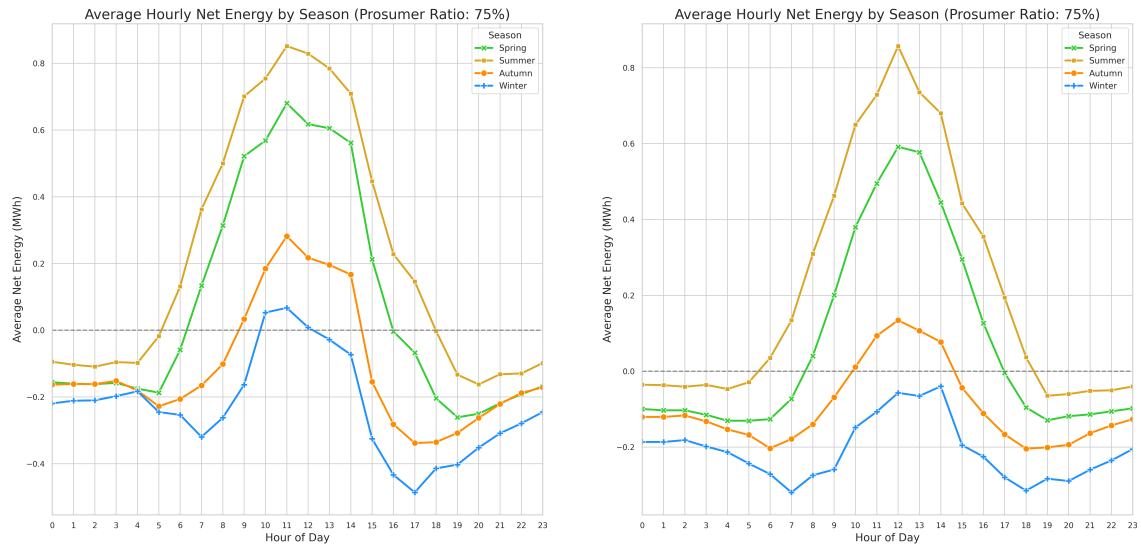 Average Hourly Net Energy by Season (Prosumer Ratio: 75%)
Season
Spring
Summer
Autumn
Winter
Average Net Energy (MWh)
0.8
0.6
0.4
0.2
0.0
−0.2
−0.4
0 1 2 3 4 5 6 7 8 9 10 11 12 13 14 15 16 17 18 19 20 21 22 23
Hour of Day
Average Hourly Net Energy by Season (Prosumer Ratio: 75%)
Season
Spring
Summer
Autumn
Winter
Average Net Energy (MWh)
0.8
0.6
0.4
0.2
0.0
−0.2
0 1 2 3 4 5 6 7 8 9 10 11 12 13 14 15 16 17 18 19 20 21 22 23
Hour of Day